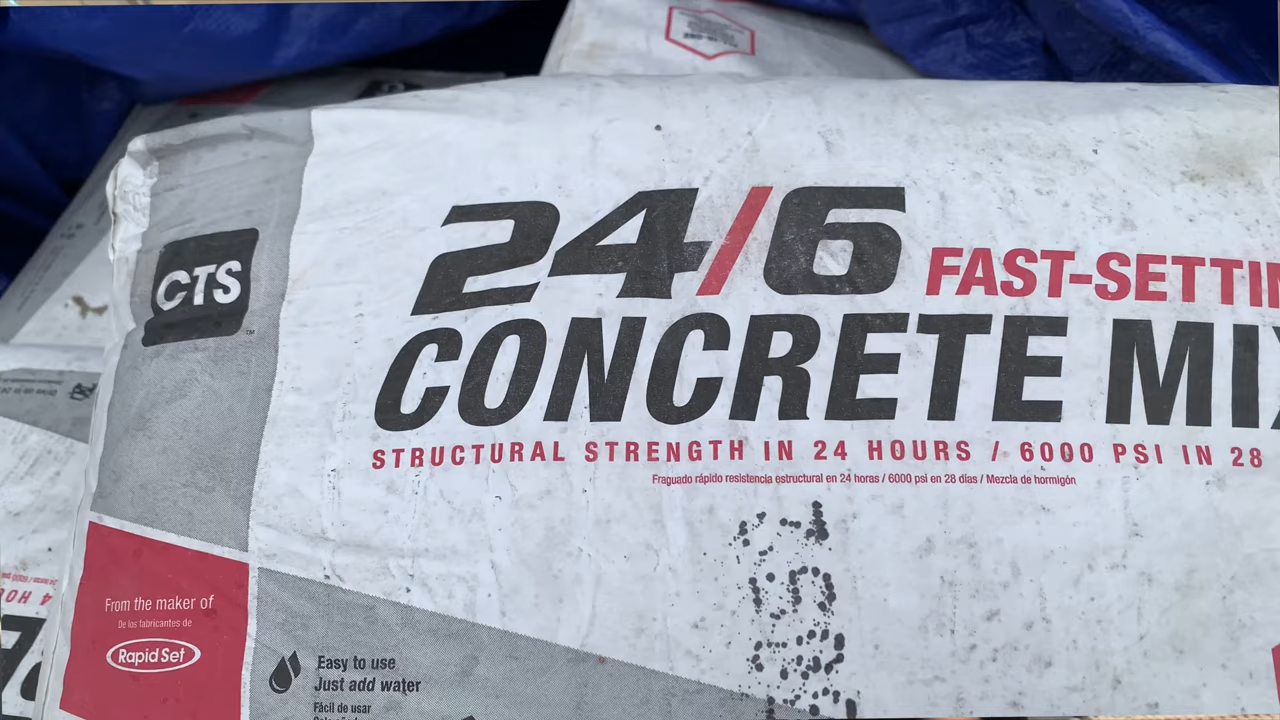 CTS
TM
24/6 FAST-SETTIN
CONCRETE MIX
STRUCTURAL STRENGTH IN 24 HOURS / 6000 PSI IN 28
Fraguado rápido resistencia estructural en 24 horas / 6000 psi en 28 días / Mezcla de hormigón
From the maker of
De los fabricantes de
Rapid Set
Easy to use
Just add water
Fácil de usar